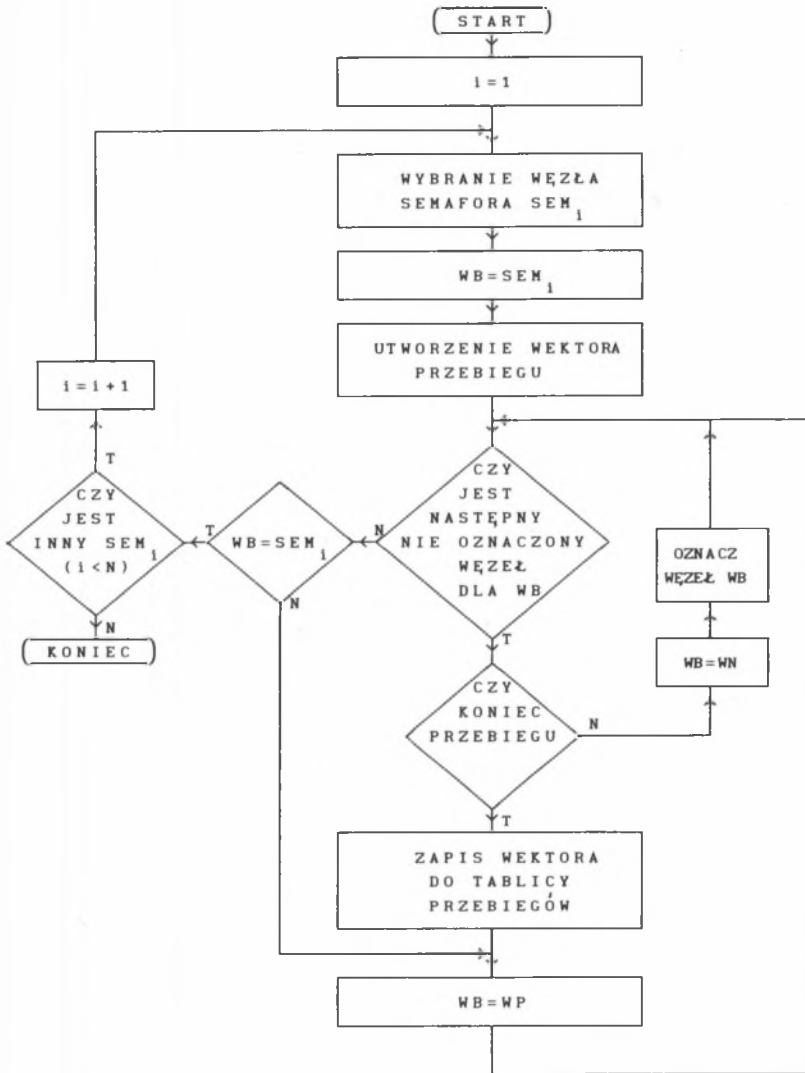 START
i = 1
WYBRANIE WĘZŁA
SEMAFORA SEM i
WB=SEM i
UTWORZENIE WEKTORA
PRZEBIEGU
i = i + 1
T
CZY
JEST
INNY SEM i
(i<N)
N
KONIEC
T
WB=SEM i
N
N
CZY
JEST
NASTĘPNY
NIE OZNACZONY
WĘZEŁ
DLA WB
T
OZNACZ
WĘZEŁ WB
WB=WN
CZY
KONIEC
PRZEBIEGU
N
T
ZAPIS WEKTORA
DO TABLICY
PRZEBIEGÓW
WB=WP